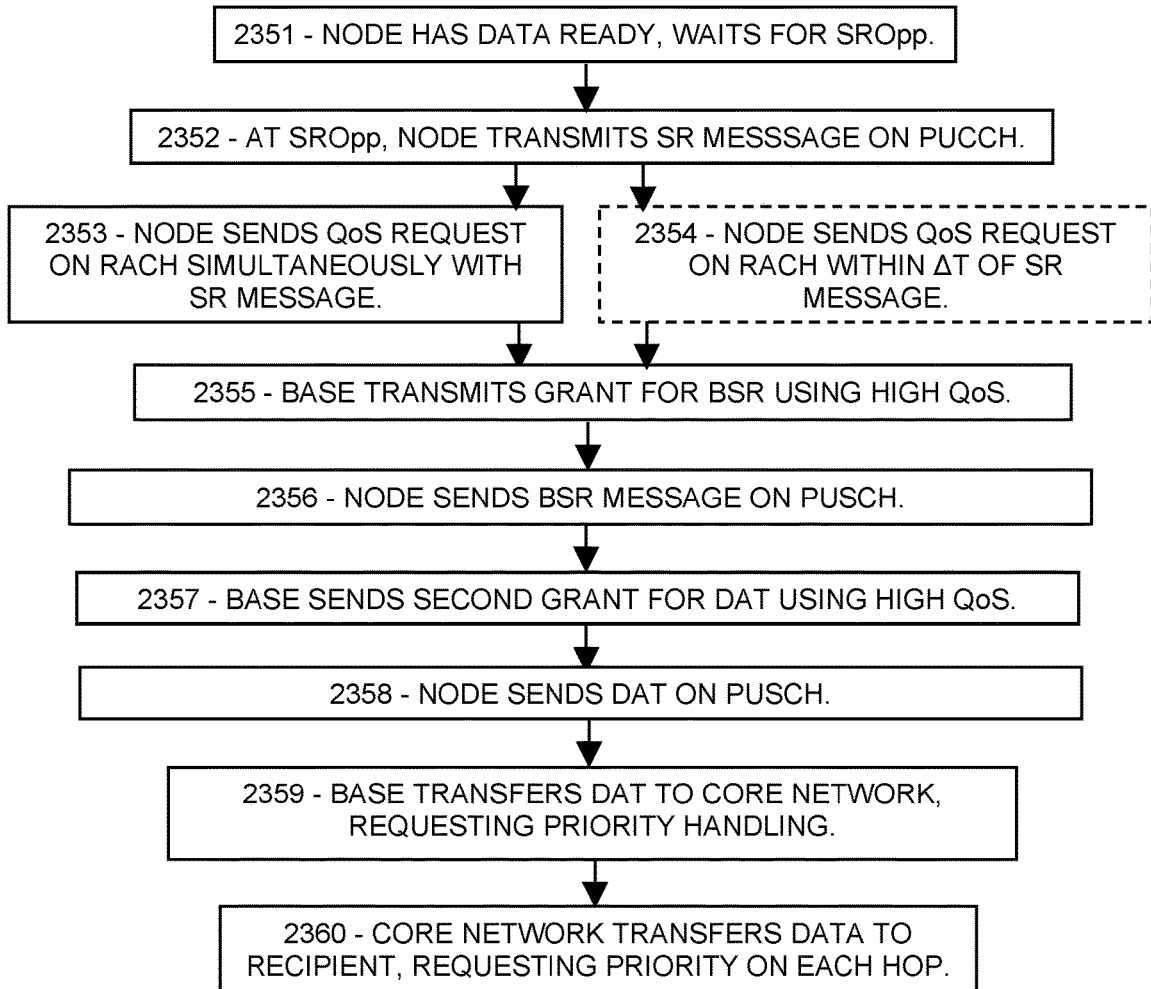 2351 - NODE HAS DATA READY, WAITS FOR SROpp.
2352 - AT SROpp, NODE TRANSMITS SR MESSSAGE ON PUCCH.
2353 - NODE SENDS QoS REQUEST
ON RACH SIMULTANEOUSLY WITH
SR MESSAGE.
2354 - NODE SENDS QoS REQUEST
ON RACH WITHIN ΔT OF SR
MESSAGE.
2355 - BASE TRANSMITS GRANT FOR BSR USING HIGH QoS.
2356 - NODE SENDS BSR MESSAGE ON PUSCH.
2357 - BASE SENDS SECOND GRANT FOR DAT USING HIGH QoS.
2358 - NODE SENDS DAT ON PUSCH.
2359 - BASE TRANSFERS DAT TO CORE NETWORK,
REQUESTING PRIORITY HANDLING.
2360 - CORE NETWORK TRANSFERS DATA TO
RECIPIENT, REQUESTING PRIORITY ON EACH HOP.